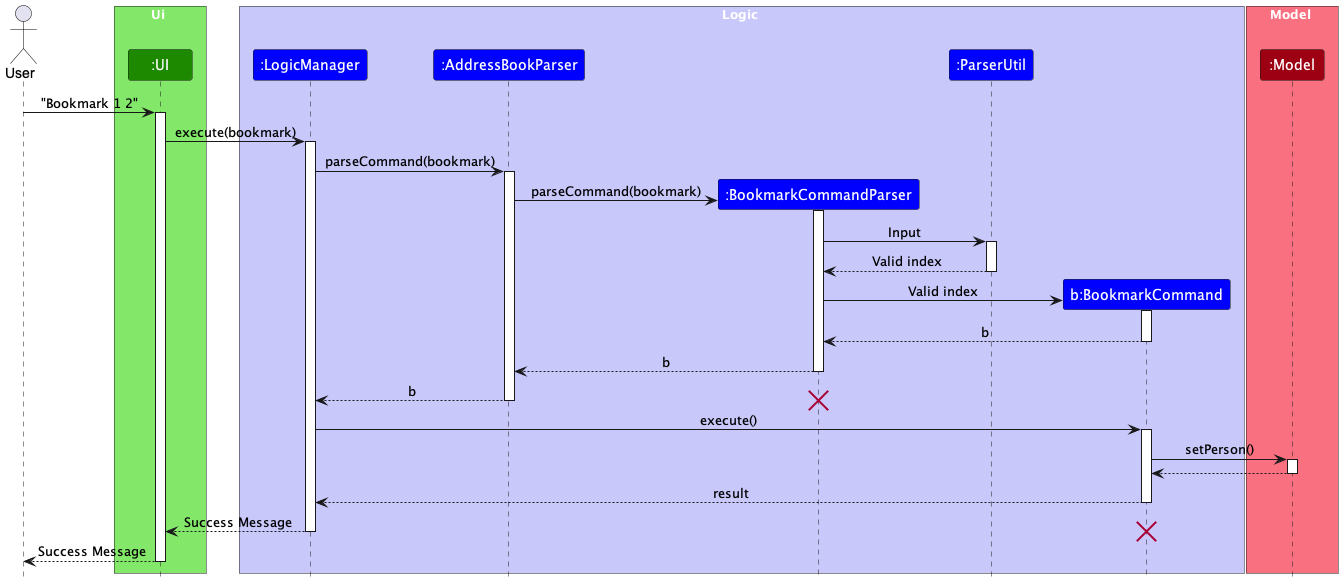 Ui
Logic
Model
User
:UI
:LogicManager
:AddressBookParser
:ParserUtil
:Model
"Bookmark 1 2"
execute(bookmark)
parseCommand(bookmark)
parseCommand(bookmark)
:BookmarkCommandParser
Input
Valid index
Valid index
b:BookmarkCommand
b
b
b
execute()
setPerson()
result
Success Message
Success Message